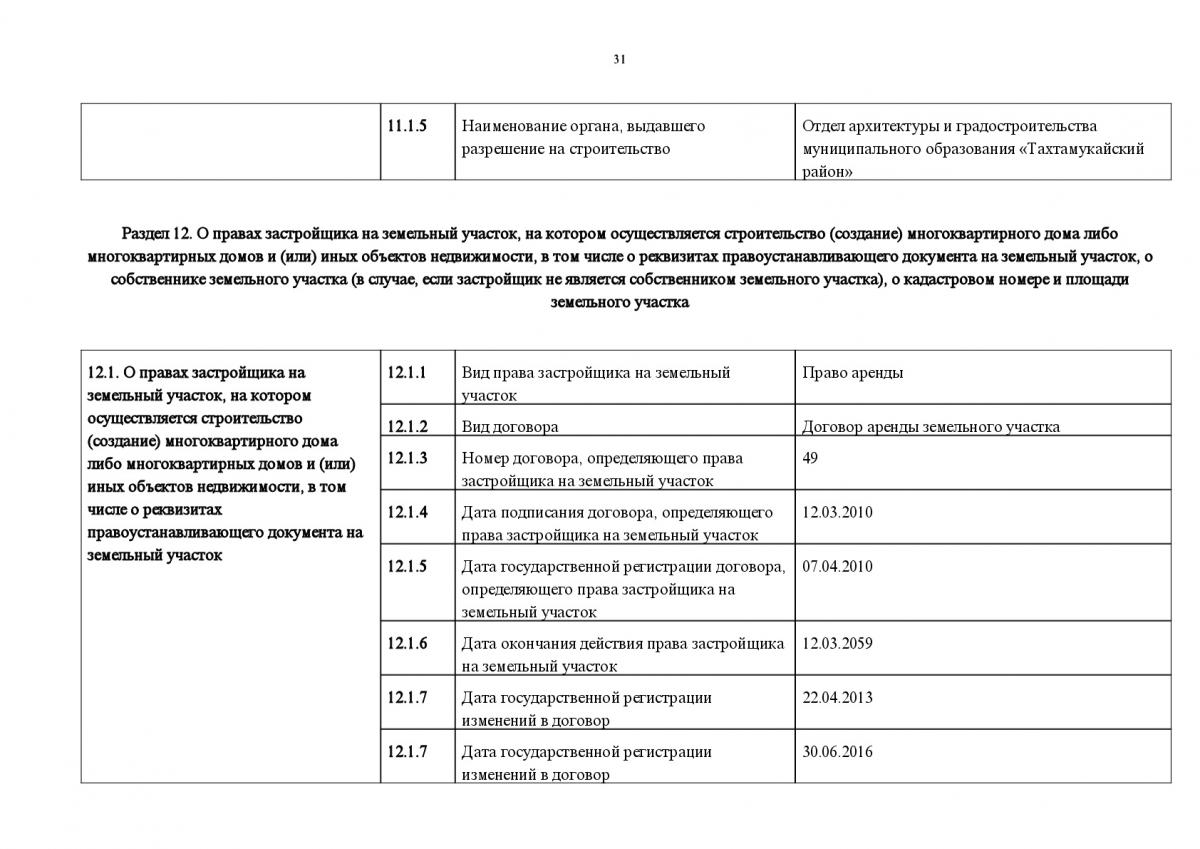 31
11.1.5
Наименование органа, выдавшего
разрешение на строительство
Отдел архитектуры и градостроительства
муниципального образования «Тахтамукайский
район»
Раздел 12. О правах застройщика на земельный участок, на котором осуществляется строительство (создание) многоквартирного дома либо
многоквартирных домов и (или) иных объектов недвижимости, в том числе о реквизитах правоустанавливающего документа на земельный участок, о
собственнике земельного участка (в случае, если застройщик не является собственником земельного участка), о кадастровом номере и площади
земельного участка
12.1. О правах застройщика на
земельный участок, на котором
осуществляется строительство
(создание) многоквартирного дома
либо многоквартирных домов и (или)
иных объектов недвижимости, в том
числе о реквизитах
правоустанавливающего документа на
земельный участок
12.1.1
Вид права застройщика на земельный
участок
Право аренды
12.1.2
Вид договора
Договор аренды земельного участка
12.1.3
Номер договора, определяющего права
застройщика на земельный участок
49
12.1.4
Дата подписания договора, определяющего
права застройщика на земельный участок
12.03.2010
12.1.5
Дата государственной регистрации договора,
определяющего права застройщика на
земельный участок
07.04.2010
12.1.6
Дата окончания действия права застройщика
на земельный участок
12.03.2059
12.1.7
Дата государственной регистрации
изменений в договор
22.04.2013
12.1.7
Дата государственной регистрации
изменений в договор
30.06.2016